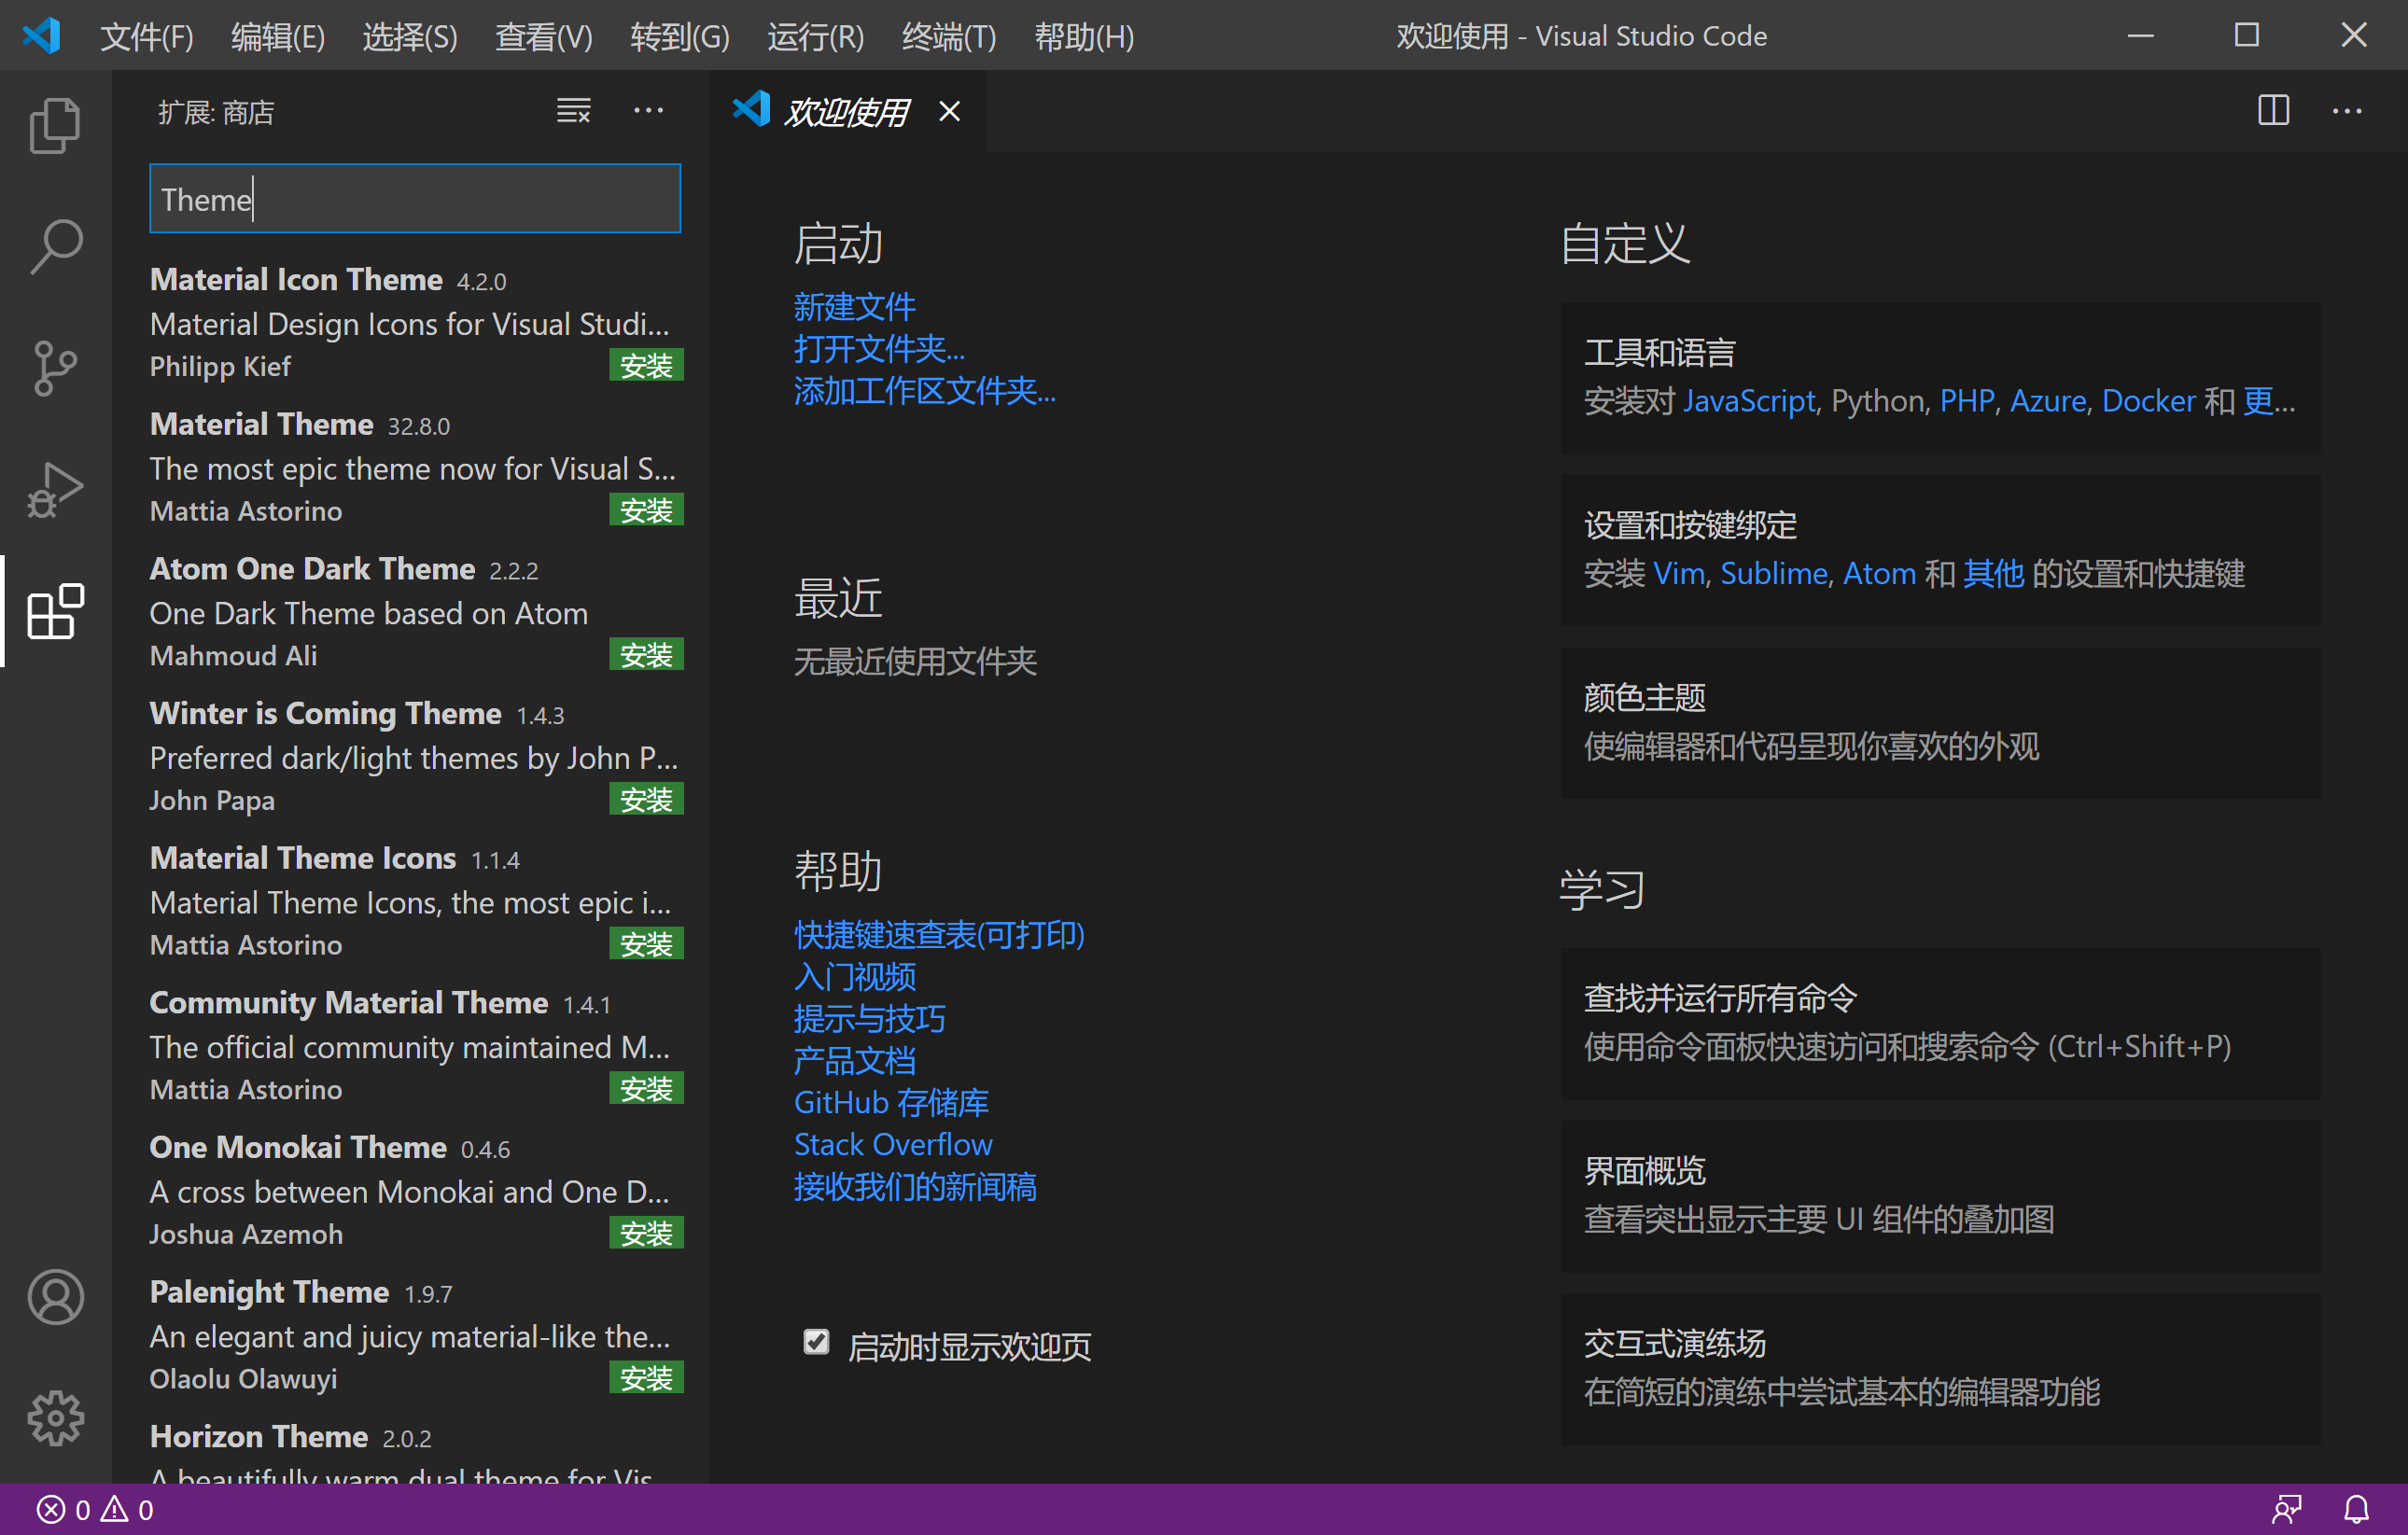 文件(F) 编辑(E) 选择(S) 查看(V) 转到(G) 运行(R) 终端(T) 帮助(H) 欢迎使用 - Visual Studio Code
扩展: 商店
Theme
Material Icon Theme 4.2.0
Material Design Icons for Visual Studi...
Philipp Kief 安装
Material Theme 32.8.0
The most epic theme now for Visual S...
Mattia Astorino 安装
Atom One Dark Theme 2.2.2
One Dark Theme based on Atom
Mahmoud Ali 安装
Winter is Coming Theme 1.4.3
Preferred dark/light themes by John P...
John Papa 安装
Material Theme Icons 1.1.4
Material Theme Icons, the most epic i...
Mattia Astorino 安装
Community Material Theme 1.4.1
The official community maintained M...
Mattia Astorino 安装
One Monokai Theme 0.4.6
A cross between Monokai and One D...
Joshua Azemoh 安装
Palenight Theme 1.9.7
An elegant and juicy material-like the...
Olaolu Olawuyi 安装
Horizon Theme 2.0.2
A beautifully warm dual theme for Vis...
欢迎使用
启动
新建文件
打开文件夹...
添加工作区文件夹...
最近
无最近使用文件夹
帮助
快捷键速查表(可打印)
入门视频
提示与技巧
产品文档
GitHub 存储库
Stack Overflow
接收我们的新闻稿
启动时显示欢迎页
自定义
工具和语言
安装对 JavaScript, Python, PHP, Azure, Docker 和 更...
设置和按键绑定
安装 Vim, Sublime, Atom 和 其他 的设置和快捷键
颜色主题
使编辑器和代码呈现你喜欢的外观
学习
查找并运行所有命令
使用命令面板快速访问和搜索命令 (Ctrl+Shift+P)
界面概览
查看突出显示主要 UI 组件的叠加图
交互式演练场
在简短的演练中尝试基本的编辑器功能
0 0